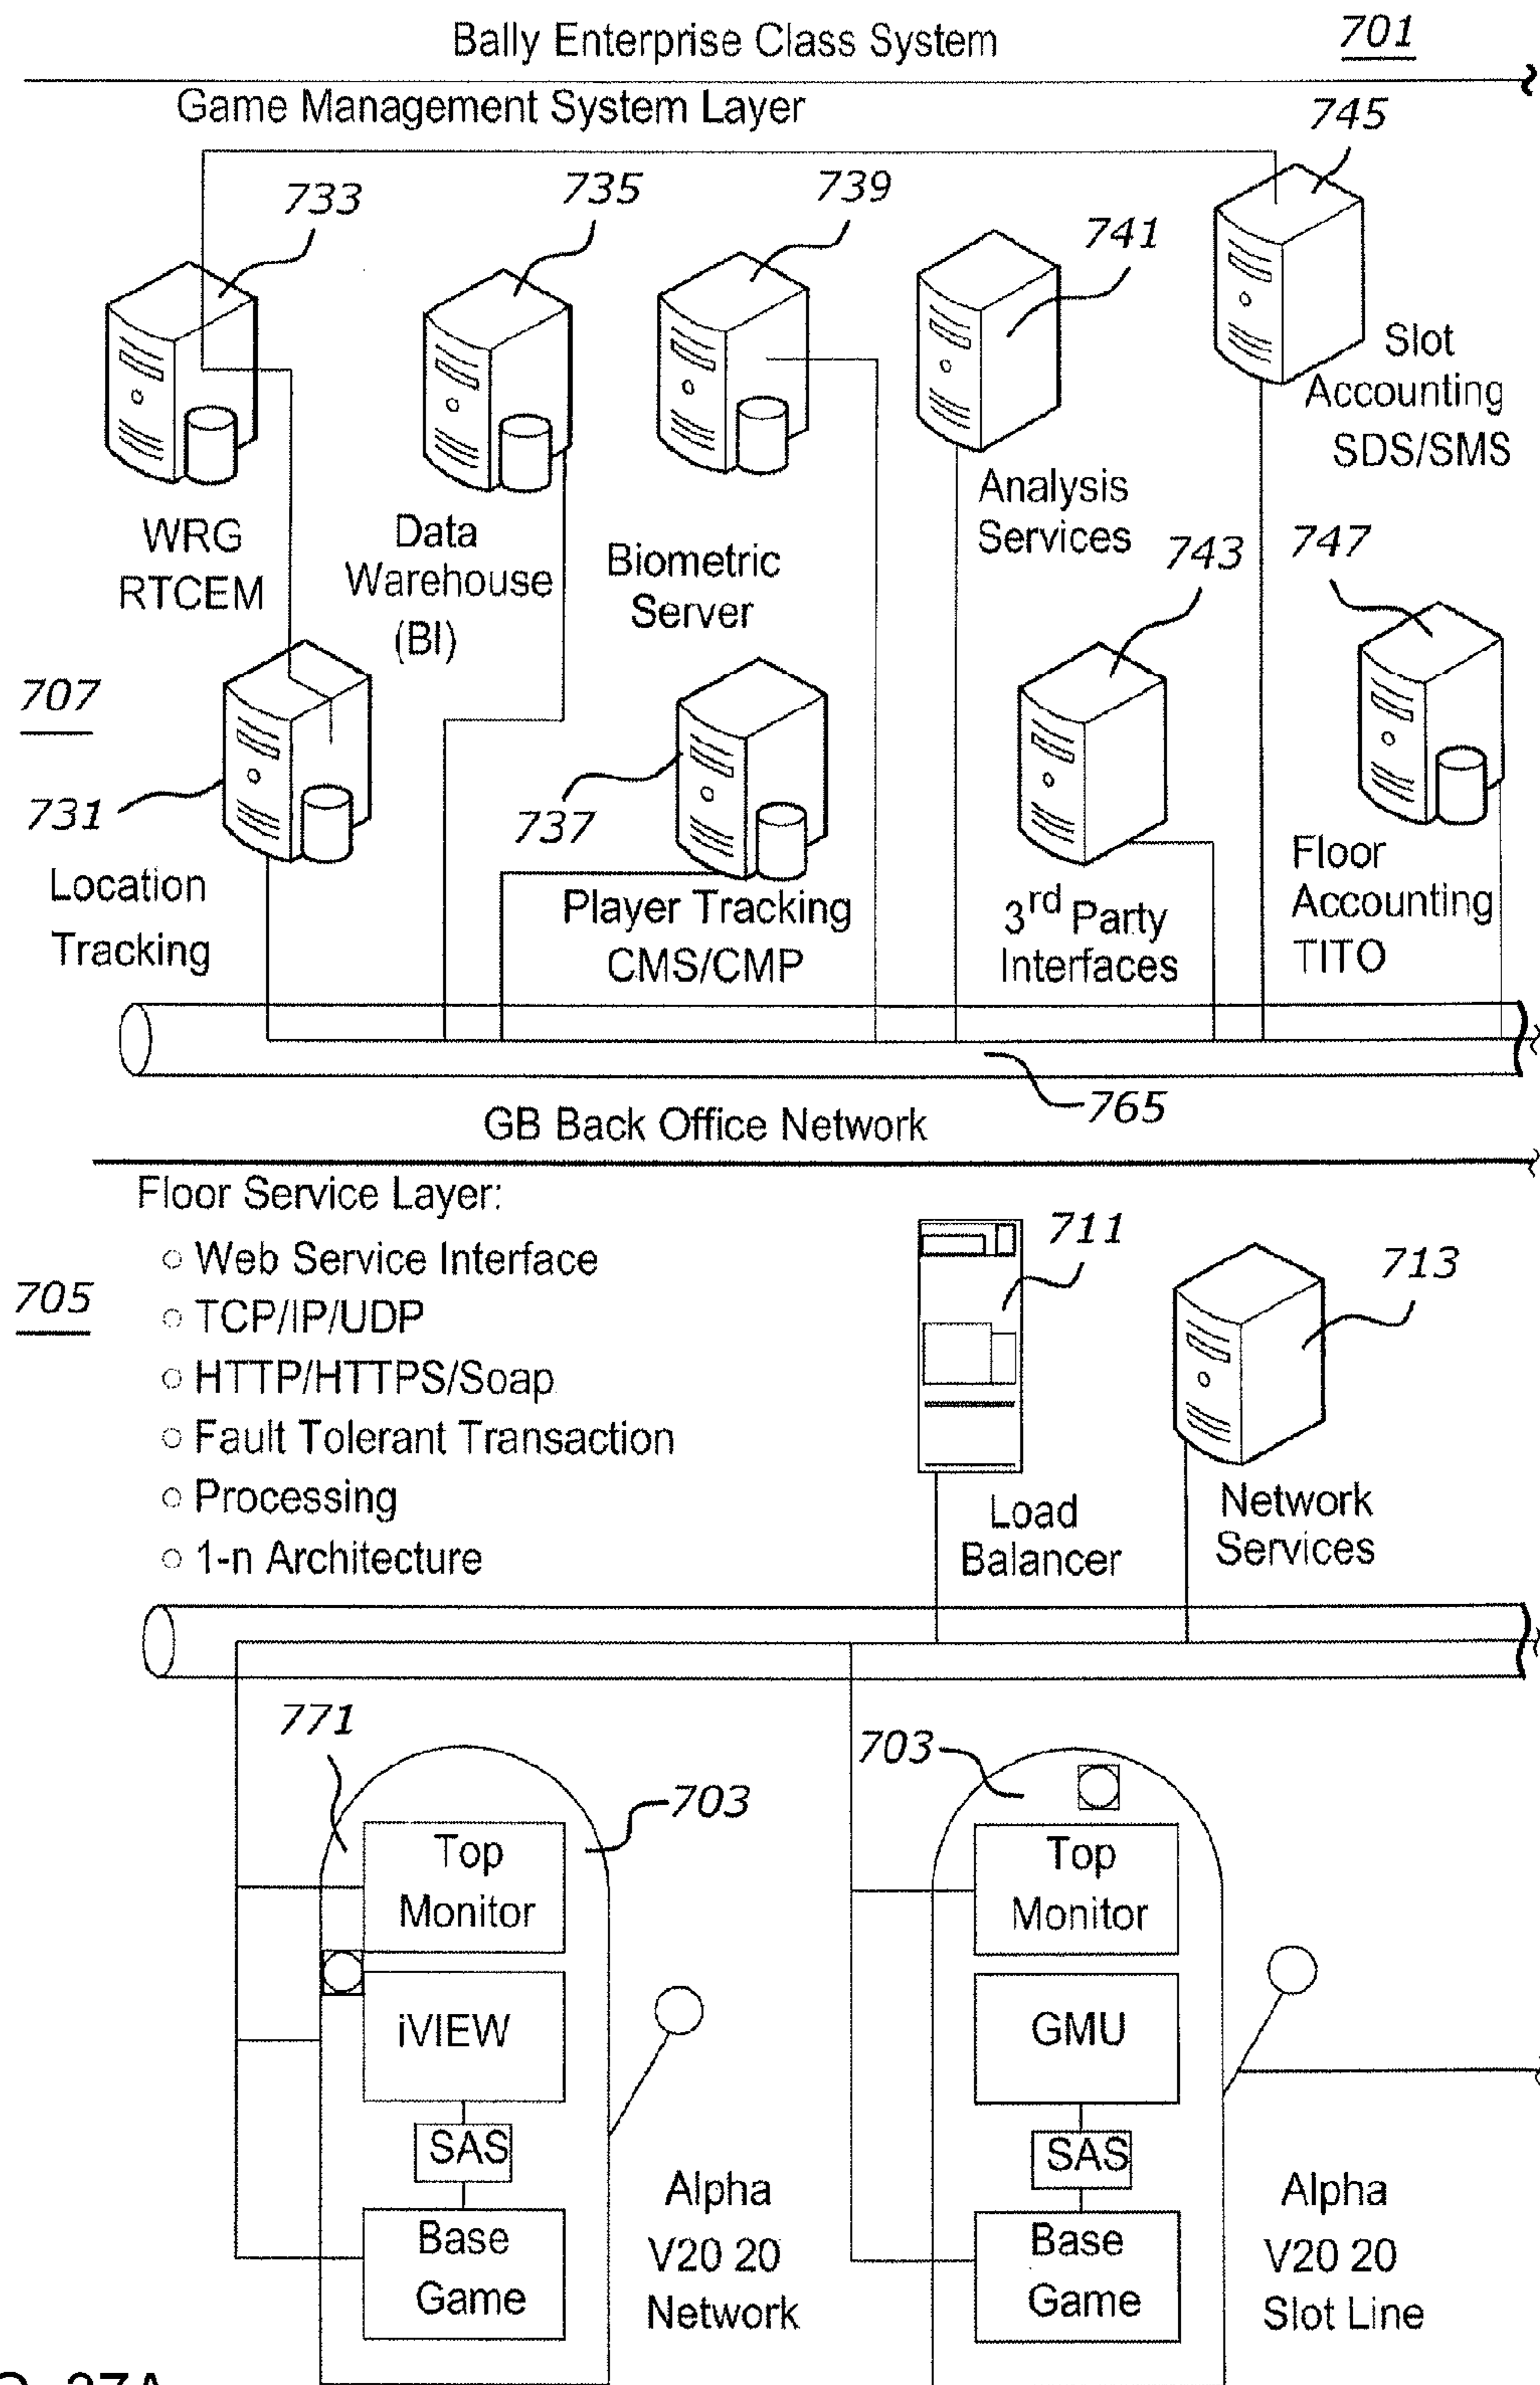 Bally Enterprise Class System
701
Game Management System Layer
745
733
735
739
741
Slot
Accounting
SDS/SMS
WRG
RTCEM
Data
Warehouse
(BI)
Biometric
Server
Analysis
Services
743
747
707
731
737
Location
Tracking
Player Tracking
CMS/CMP
3rd Party
Interfaces
Floor
Accounting
TITO
765
GB Back Office Network
Floor Service Layer:
705
○ Web Service Interface
○ TCP/IP/UDP
○ HTTP/HTTPS/Soap
○ Fault Tolerant Transaction
○ Processing
○ 1-n Architecture
711
713
Load
Balancer
Network
Services
771
703
Top
Monitor
iVIEW
SAS
Base
Game
Alpha
V20 20
Network
703
Top
Monitor
GMU
SAS
Base
Game
Alpha
V20 20
Slot Line